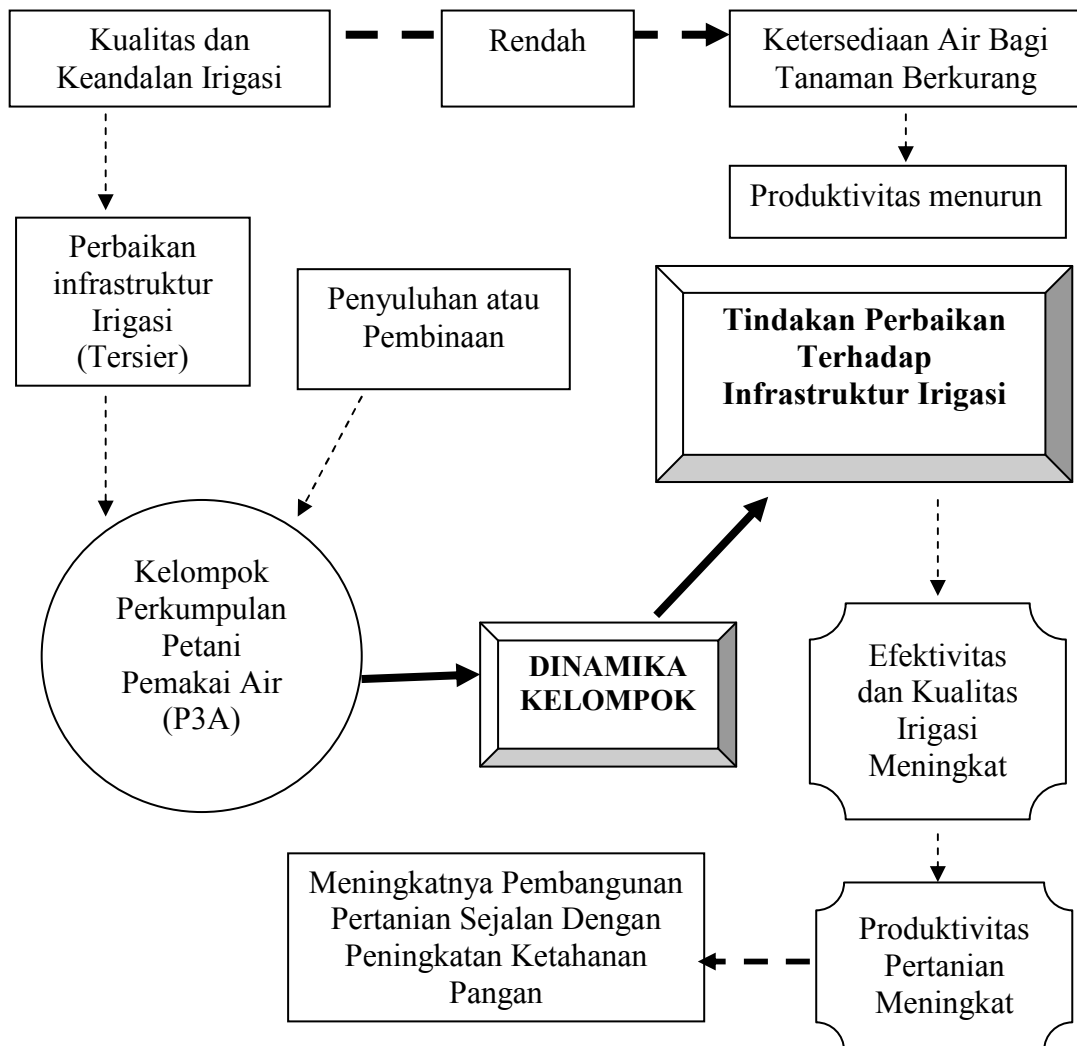 Kualitas dan
Keandalan Irigasi
Rendah
Ketersediaan Air Bagi
Tanaman Berkurang
Produktivitas menurun
Perbaikan
infrastruktur
Irigasi
(Tersier)
Penyuluhan atau
Pembinaan
Tindakan Perbaikan
Terhadap
Infrastruktur Irigasi
Kelompok
Perkumpulan
Petani
Pemakai Air
(P3A)
DINAMIKA
KELOMPOK
Efektivitas
dan Kualitas
Irigasi
Meningkat
Meningkatnya Pembangunan
Pertanian Sejalan Dengan
Peningkatan Ketahanan
Pangan
Produktivitas
Pertanian
Meningkat